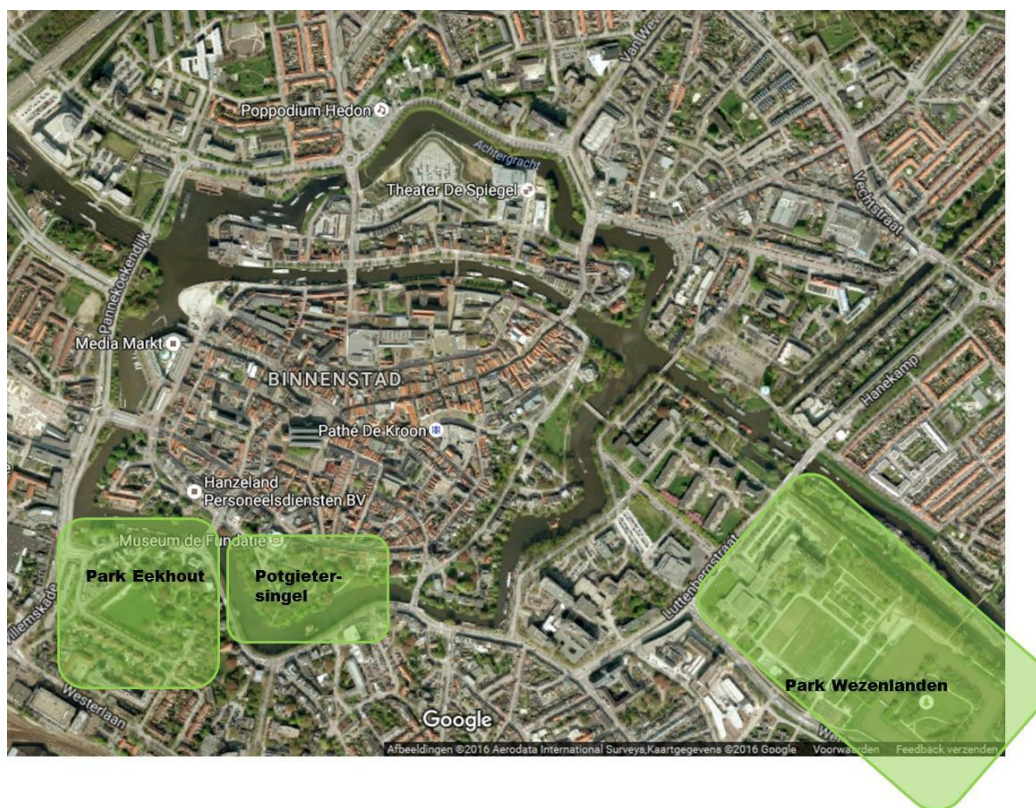 Van Wev
Poppodium Hedon
Achtergracht
Theater De Spiegel
Vechtstraat
Pannekoekendijk
Media Markt
BINNENSTAD
Hanekamp
Pathé De Kroon
Hanzeland
Personeelsdiensten BV
Museum de Fundatie
Park Eekhout
Potgieter-
singel
Luttenbergstraat
illemskade
Park Wezenlanden
Westerlaan
Google
We
Afbeeldingen ©2016 Aerodata International Surveys,Kaartgegevens ©2016 Google
Voorwaarden
Feedback verzenden